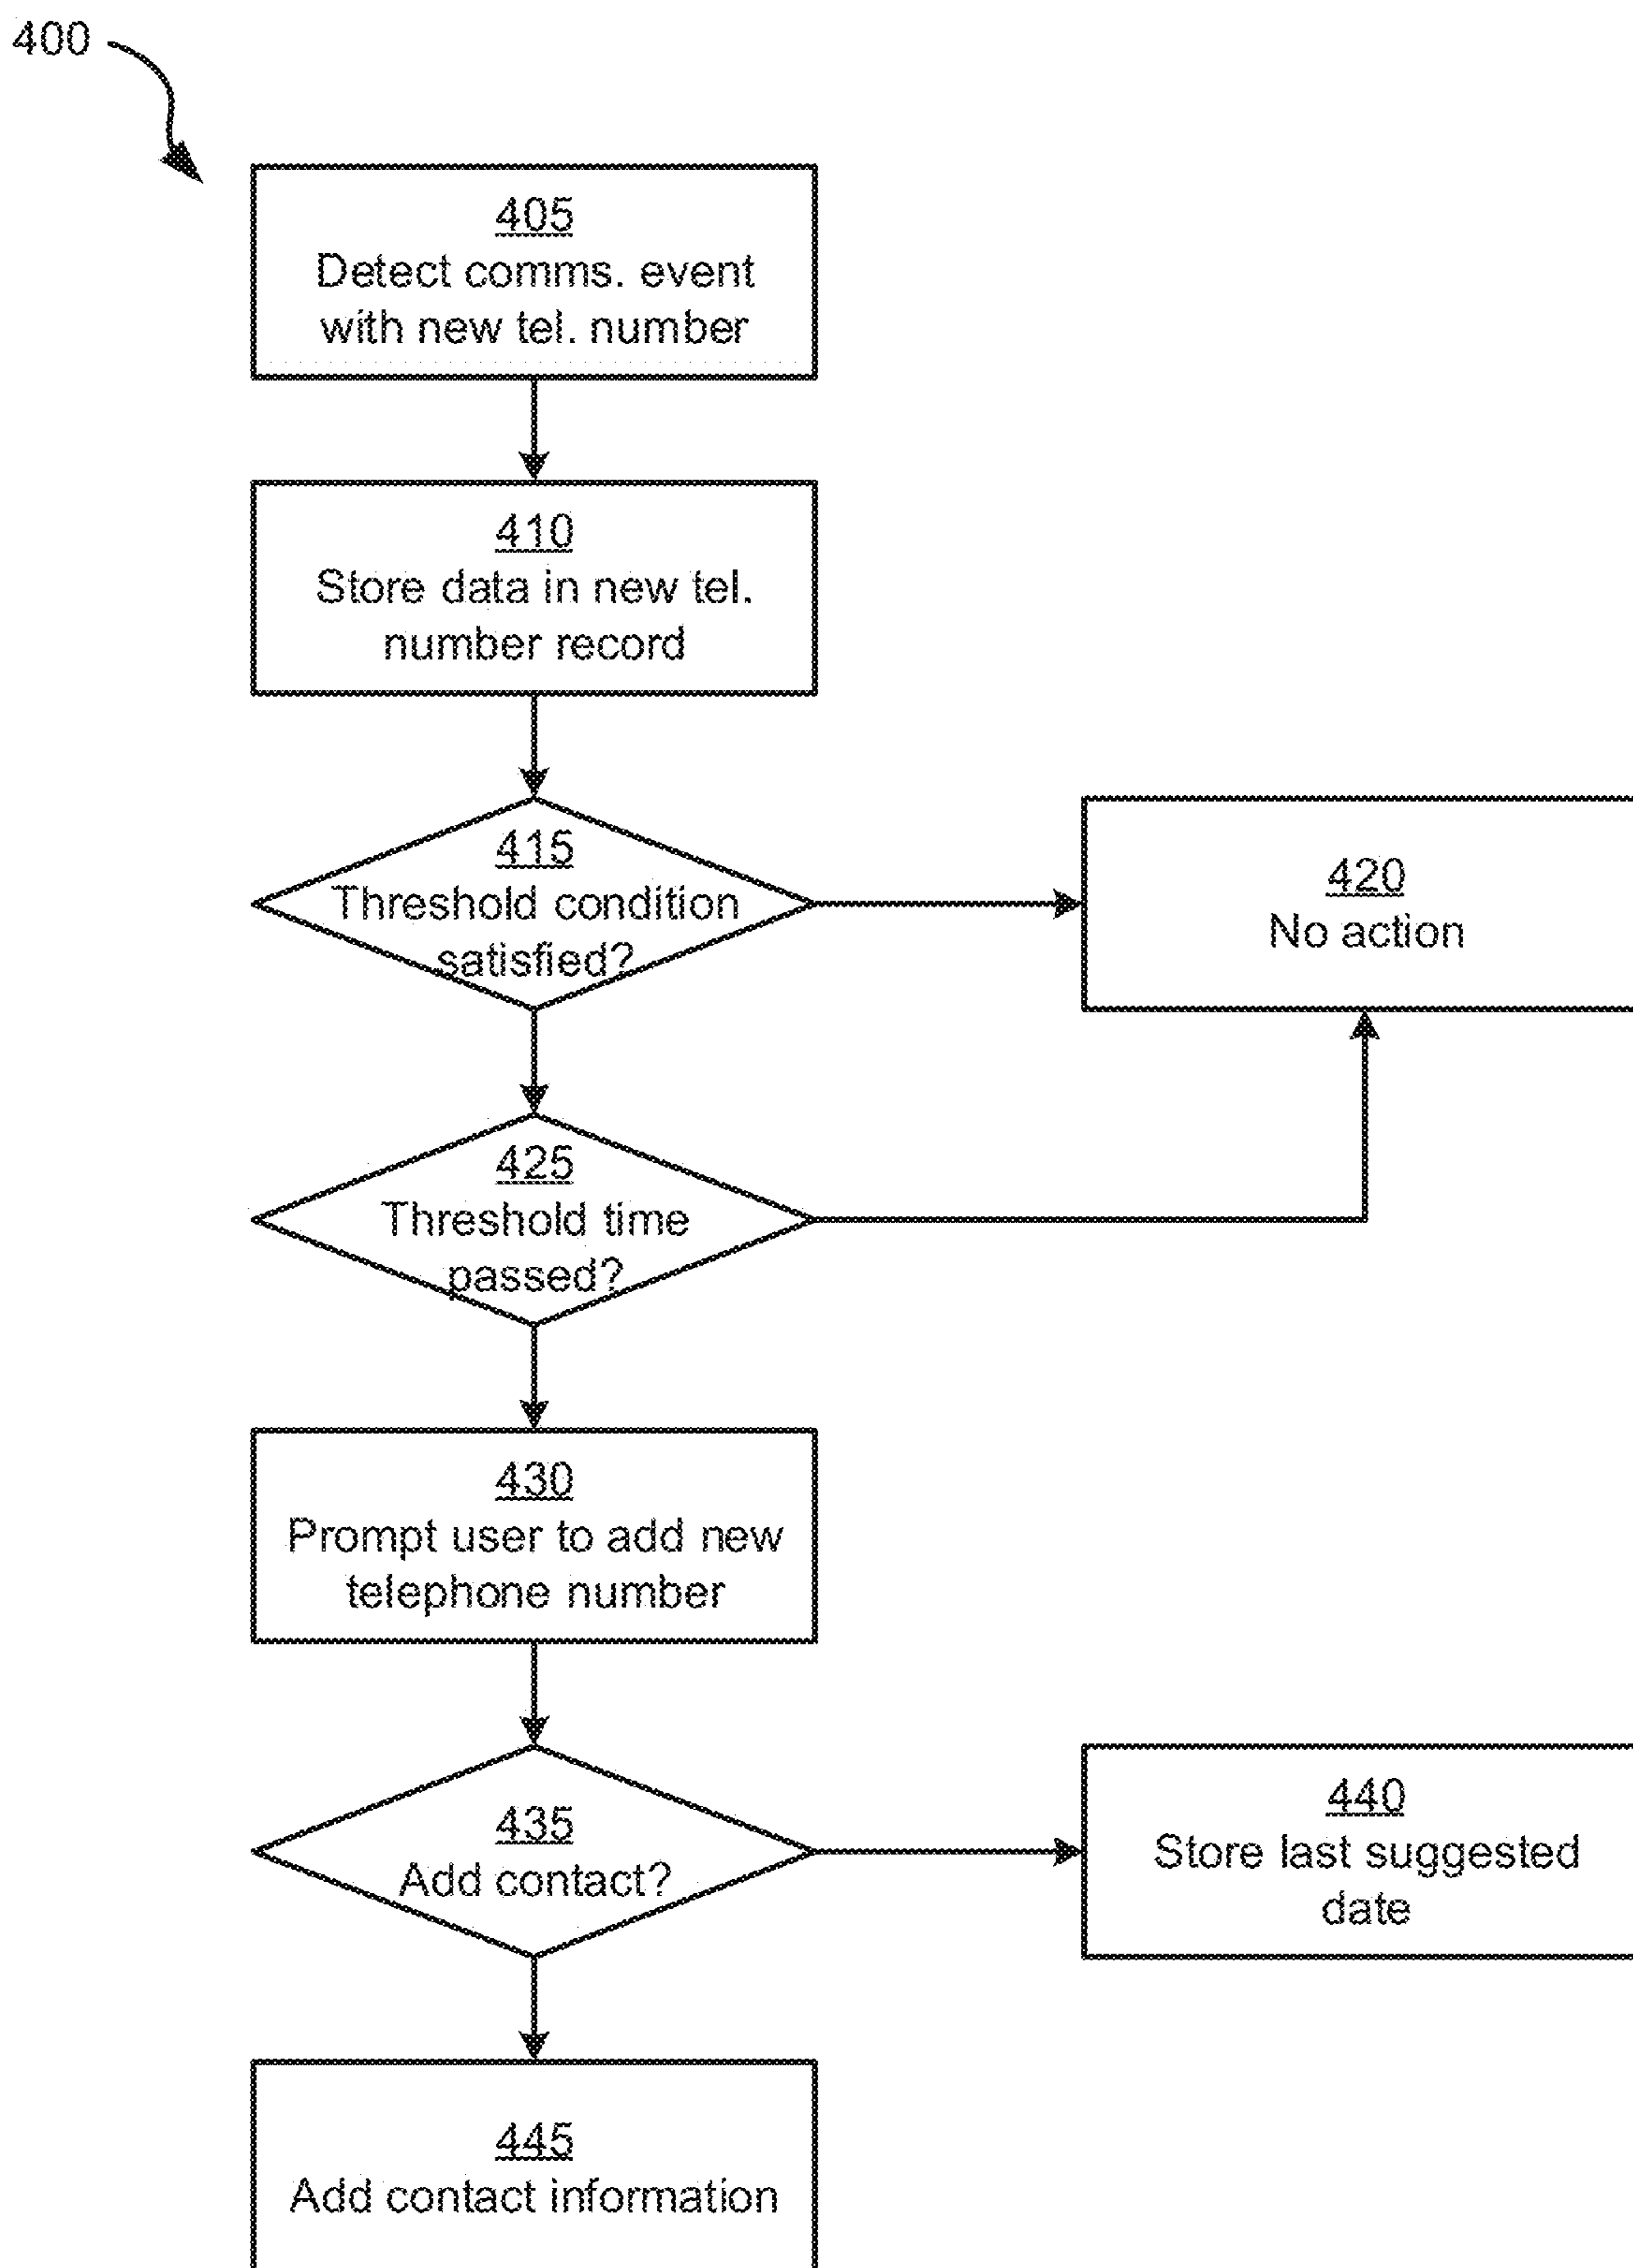 400
405
Detect comms. event
with new tel. number
410
Store data in new tel.
number record
415
Threshold condition
satisfied?
420
No action
425
Threshold time
passed?
430
Prompt user to add new
telephone number
435
Add contact?
440
Store last suggested
date
445
Add contact information